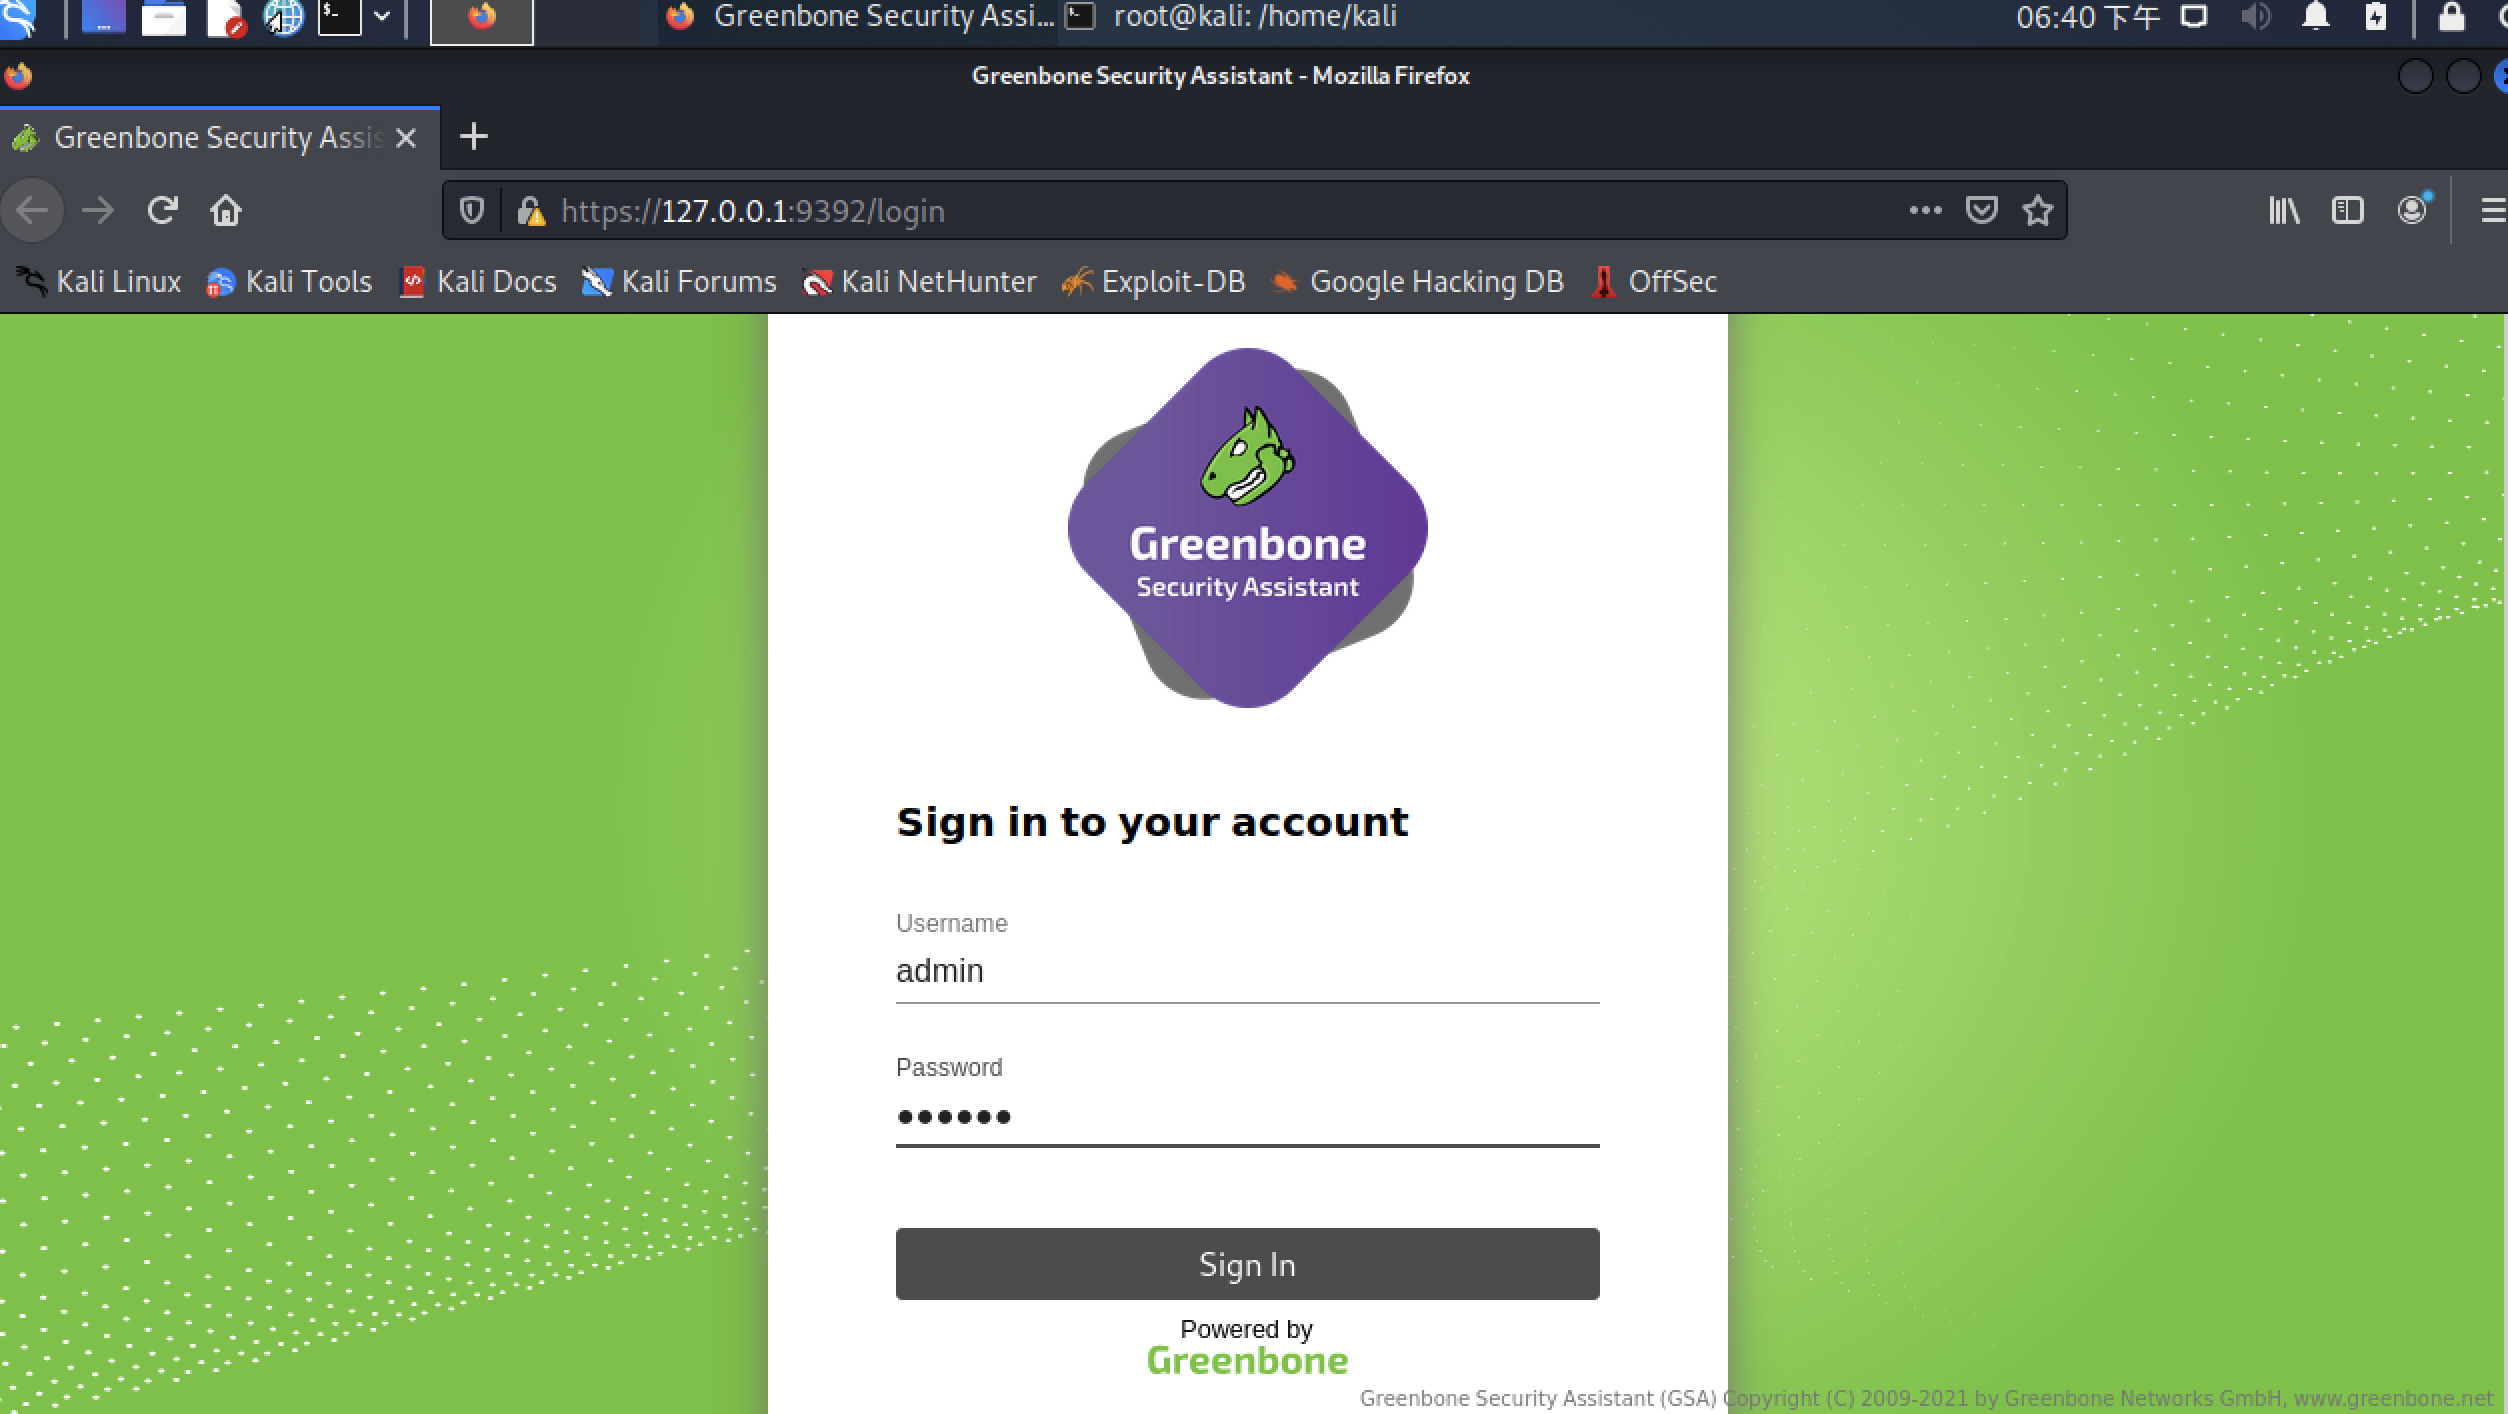 Greenbone Security Assi... root@kali: /home/kali 06:40 下午
Greenbone Security Assistant - Mozilla Firefox
Greenbone Security Assis
https://127.0.0.1:9392/login
Kali Linux Kali Tools Kali Docs Kali Forums Kali NetHunter Exploit-DB Google Hacking DB OffSec
Greenbone
Security Assistant
Sign in to your account
Username
admin
Password
••••••
Sign In
Powered by
Greenbone
Greenbone Security Assistant (GSA) Copyright (C) 2009-2021 by Greenbone Networks GmbH, www.greenbone.net